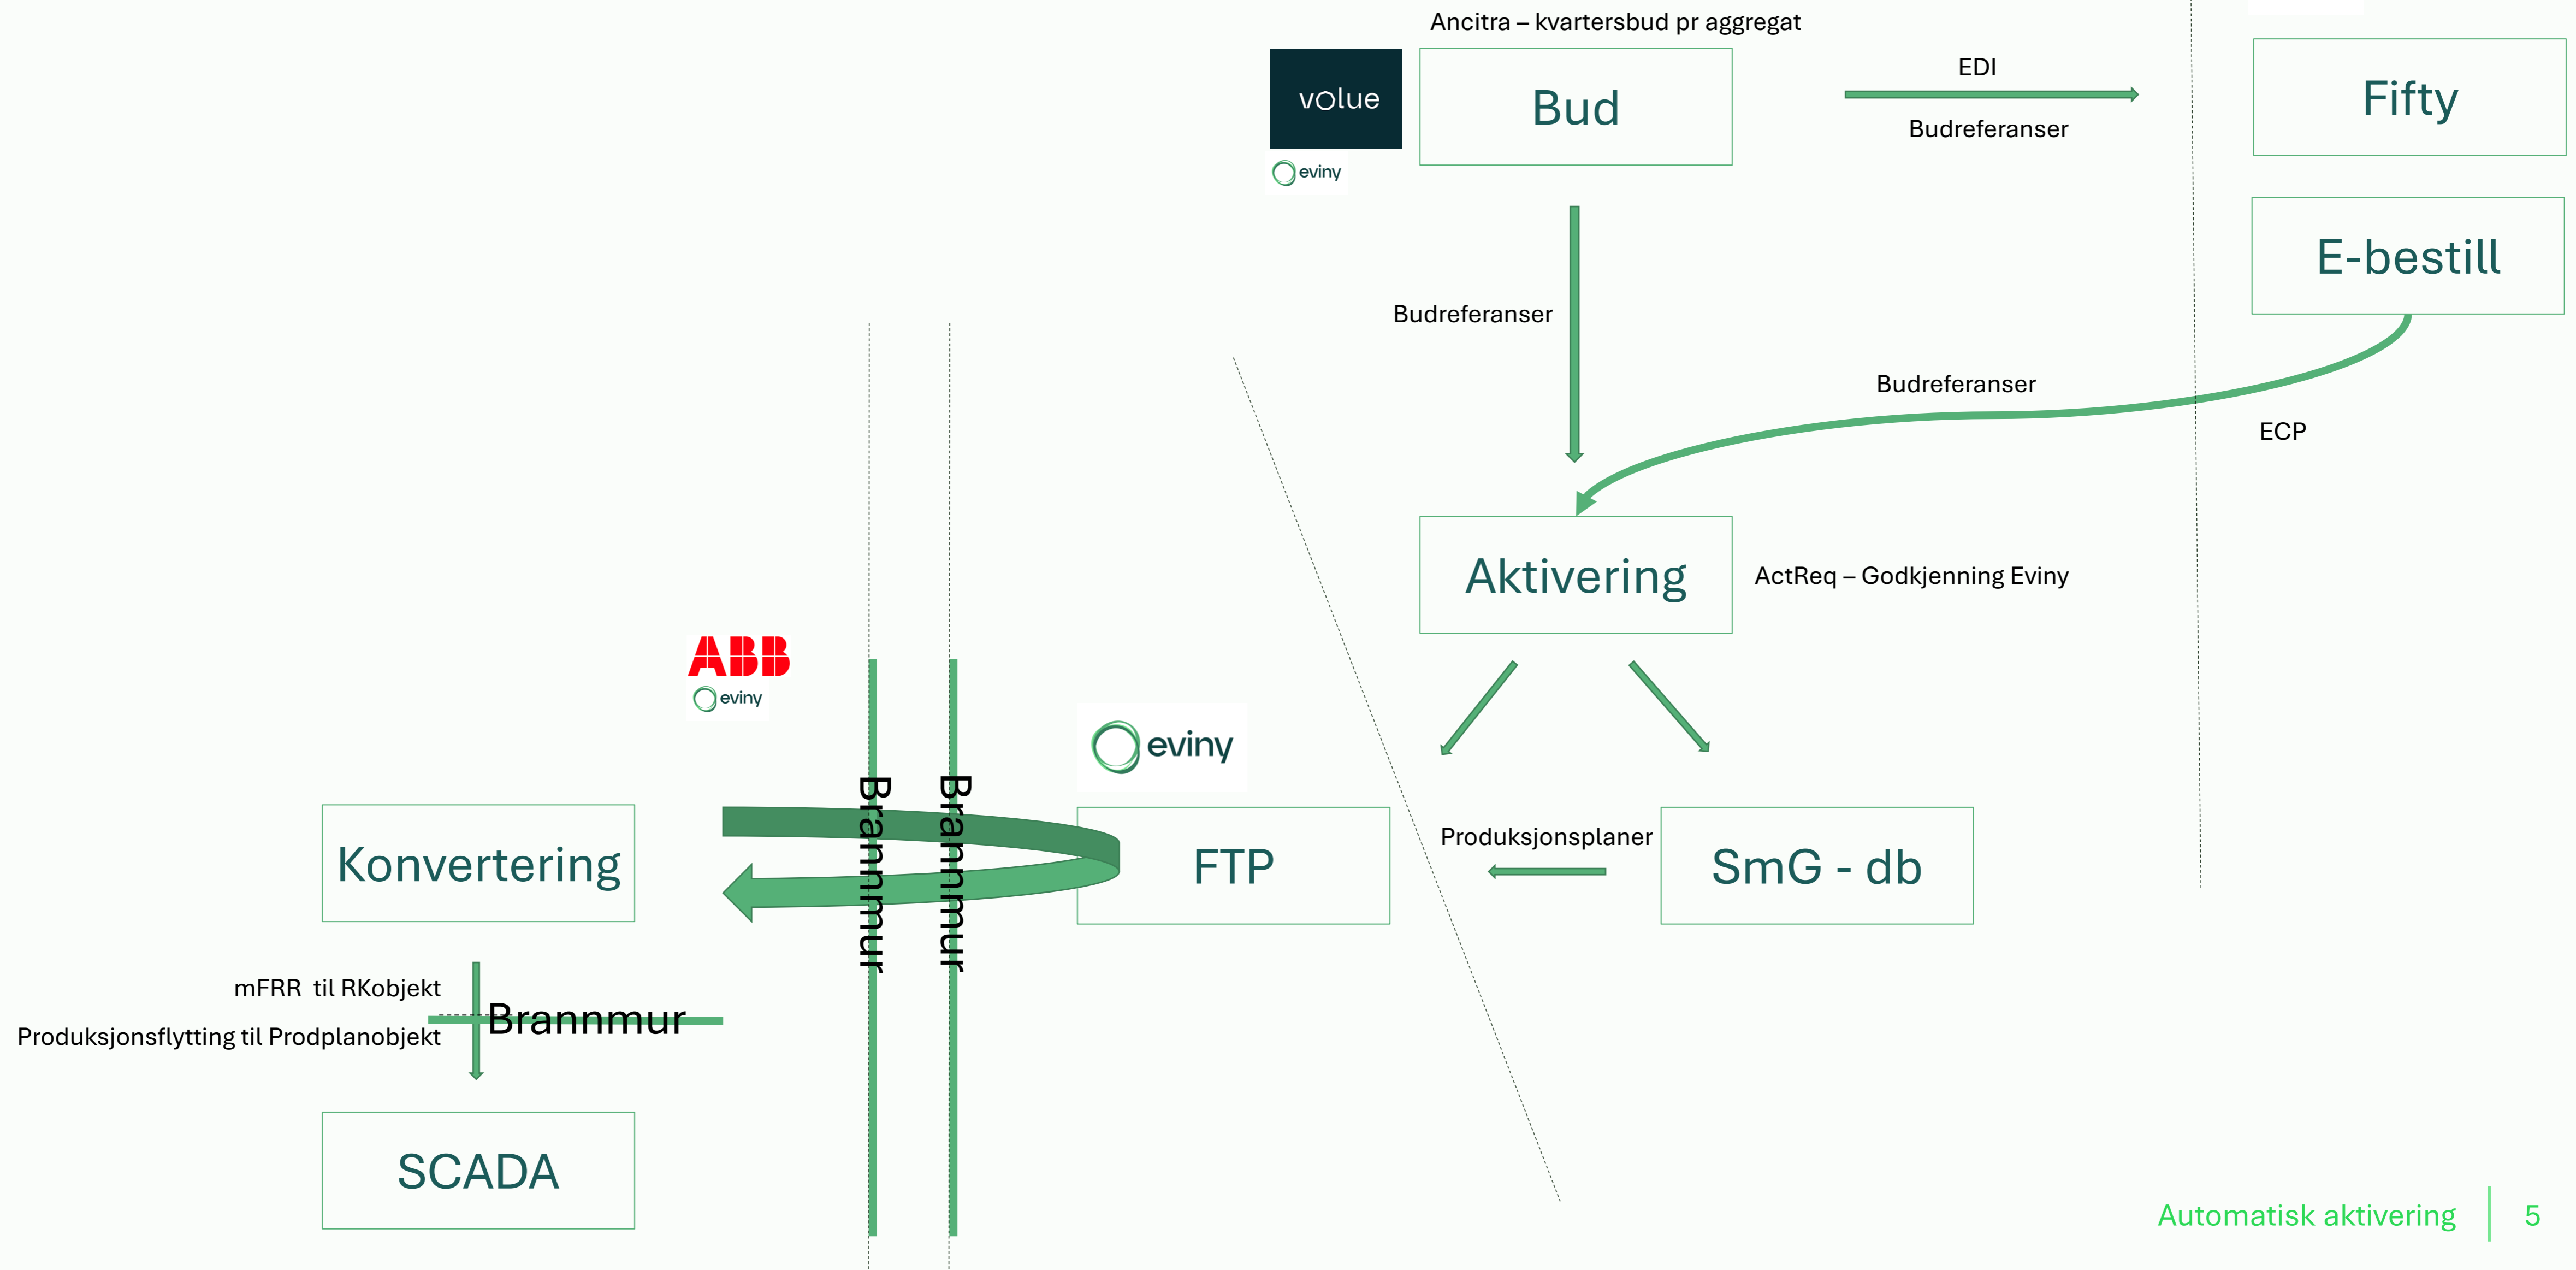 Ancitra – kvartersbud pr aggregat
volue
eviny
Bud
EDI
Budreferanser
Fifty
E-bestill
Budreferanser
Budreferanser
ECP
Aktivering
ActReq – Godkjenning Eviny
ABB
eviny
Brannmur
Brannmur
eviny
Konvertering
FTP
Produksjonsplaner
SmG - db
mFRR  til RKobjekt
Brannmur
Produksjonsflytting til Prodplanobjekt
SCADA
Automatisk aktivering
5